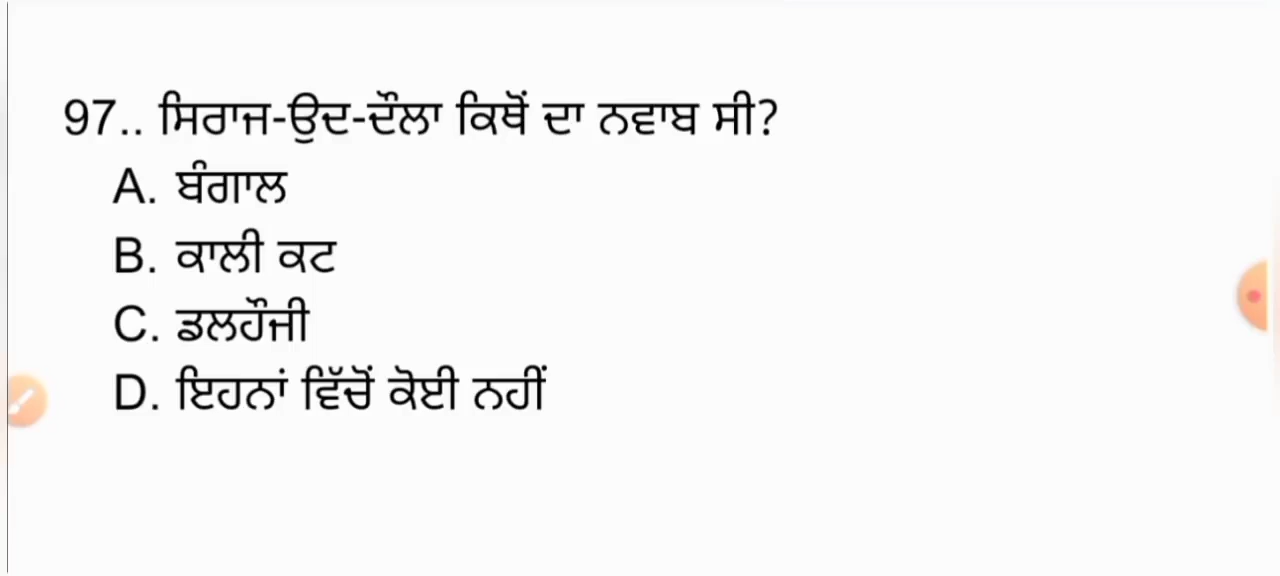 97.. ਸਿਰਾਜ-ਉਦ-ਦੌਲਾ ਕਿਥੋਂ ਦਾ ਨਵਾਬ ਸੀ?
A. ਬੰਗਾਲ
B. ਕਾਲੀ ਕਟ
C. ਡਲਹੌਜੀ
D. ਇਹਨਾਂ ਵਿੱਚੋਂ ਕੋਈ ਨਹੀਂ